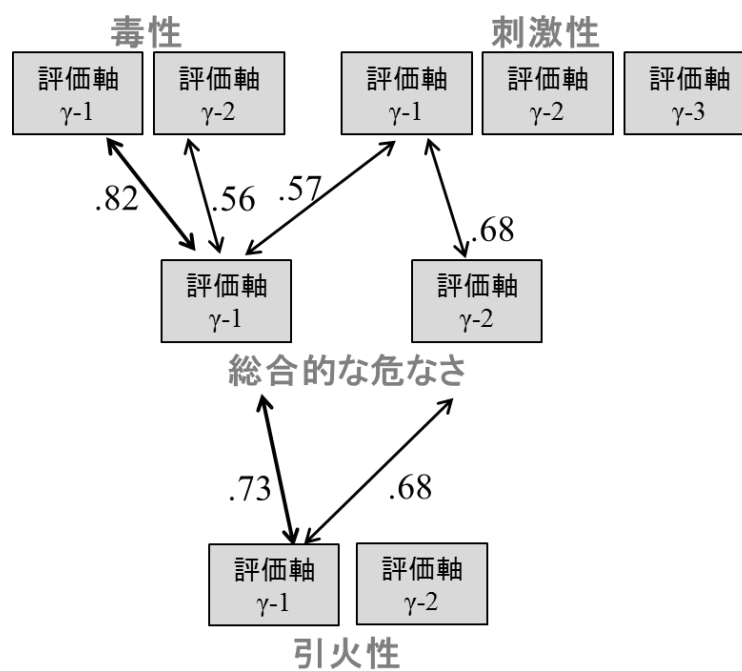 毒性
刺激性
評価軸
γ-1
評価軸
γ-2
評価軸
γ-1
評価軸
γ-2
評価軸
γ-3
.82
.56
.57
.68
評価軸
γ-1
評価軸
γ-2
総合的な危なさ
.73
.68
評価軸
γ-1
評価軸
γ-2
引火性